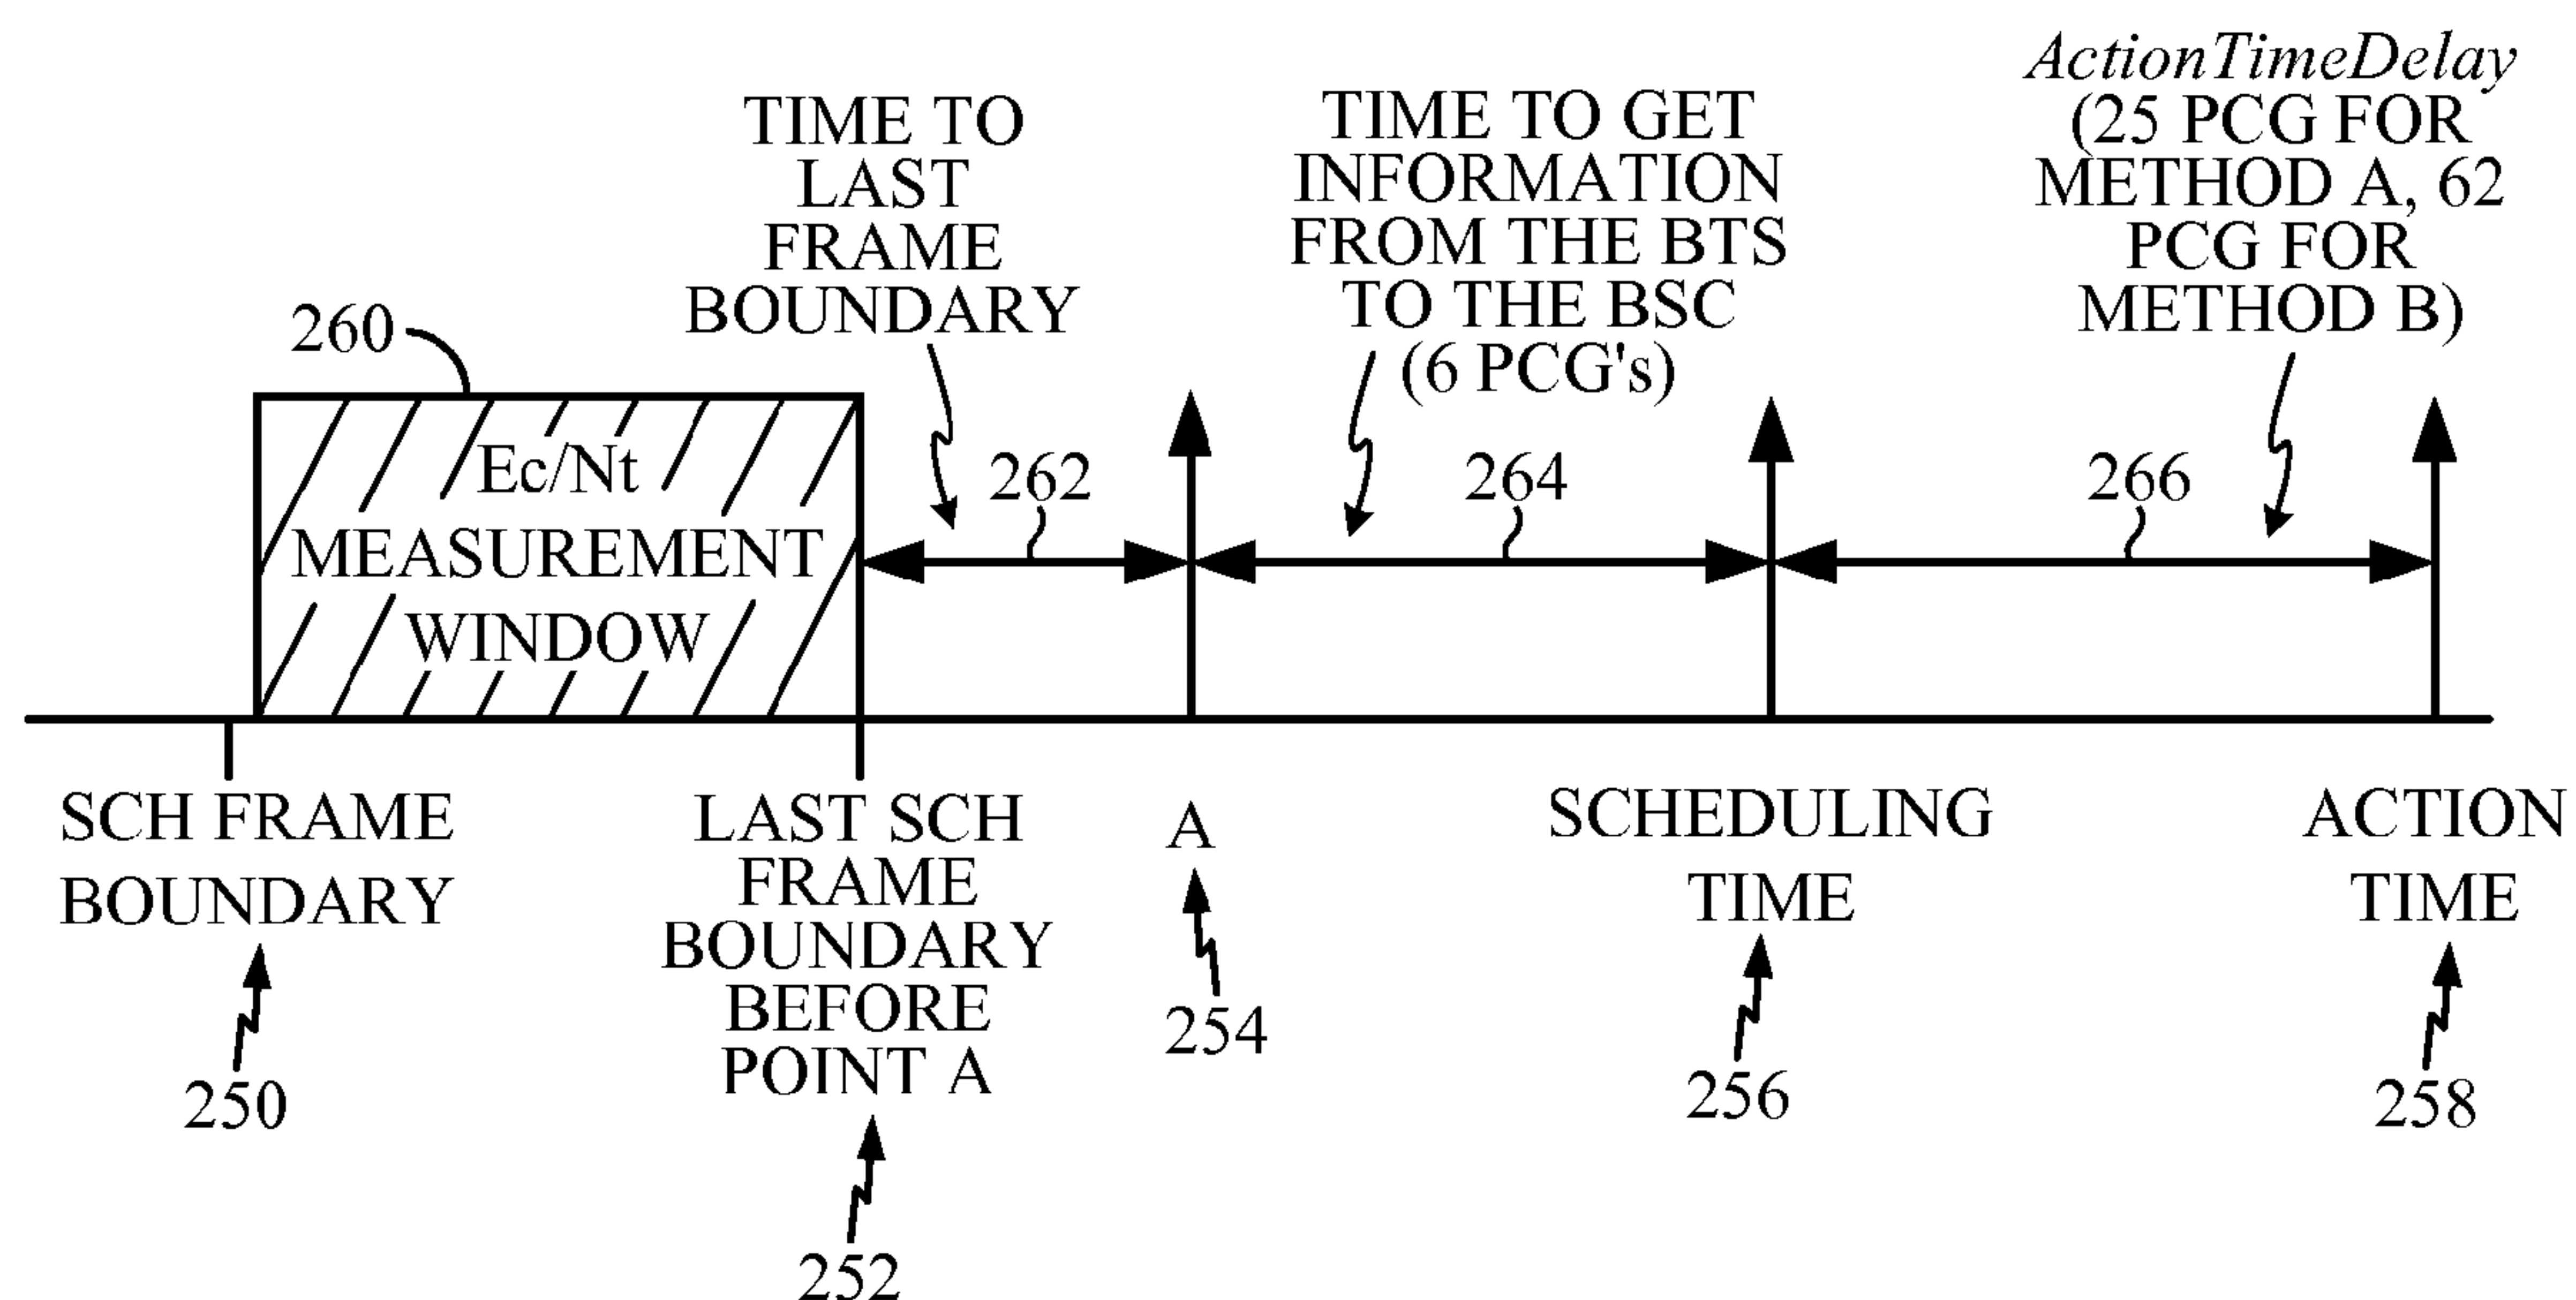 ActionTimeDelay
(25 PCG FOR
METHOD A, 62
PCG FOR
METHOD B)
TIME TO
LAST
FRAME
BOUNDARY
TIME TO GET
INFORMATION
FROM THE BTS
TO THE BSC
(6 PCG's)
260
Ec/Nt
MEASUREMENT
WINDOW
262
264
266
SCH FRAME
BOUNDARY
250
LAST SCH
FRAME
BOUNDARY
BEFORE
POINT A
252
A
254
SCHEDULING
TIME
256
ACTION
TIME
258